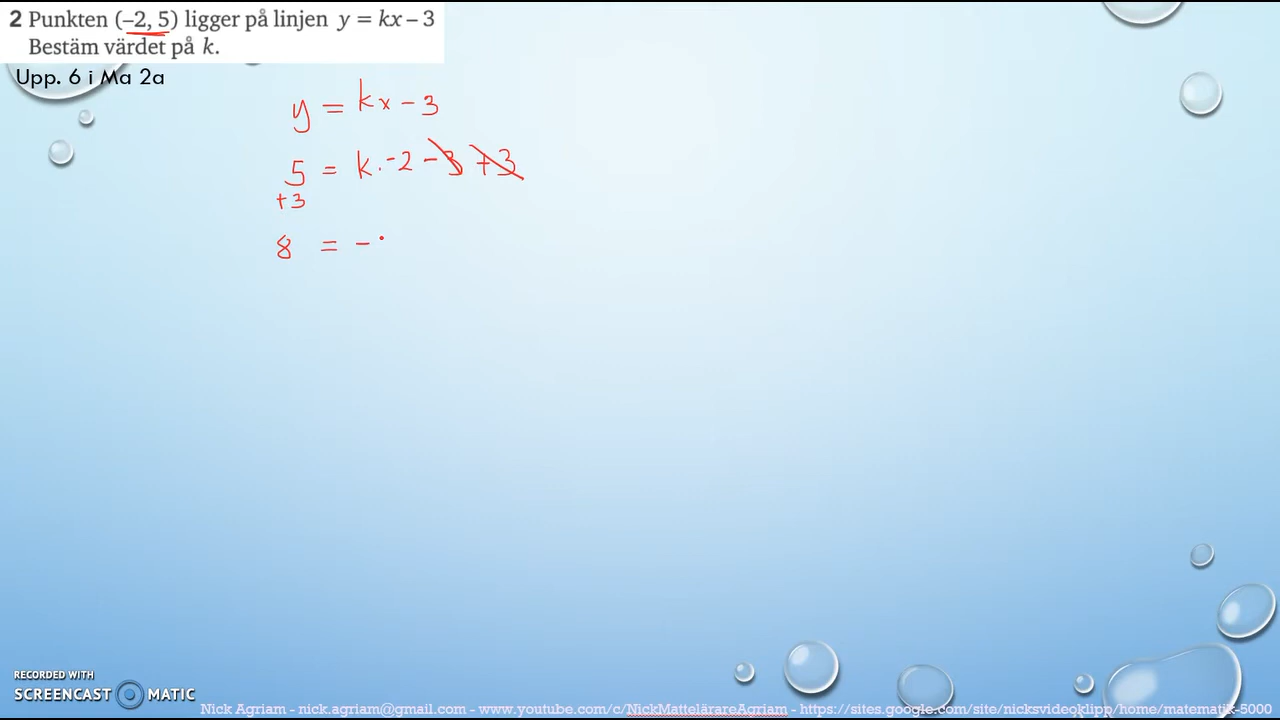 2 Punkten (–2, 5) ligger på linjen y = kx – 3
Bestäm värdet på k.
Upp. 6 i Ma 2a
y = kx – 3
5 = k · -2 – 3 + 3
+3
8 = -
RECORDED WITH
SCREENCAST MATIC
Nick Agriam - nick.agriam@gmail.com - www.youtube.com/c/NickMattelärareAgriam - https://sites.google.com/site/nicksvideoklipp/home/matematik-5000